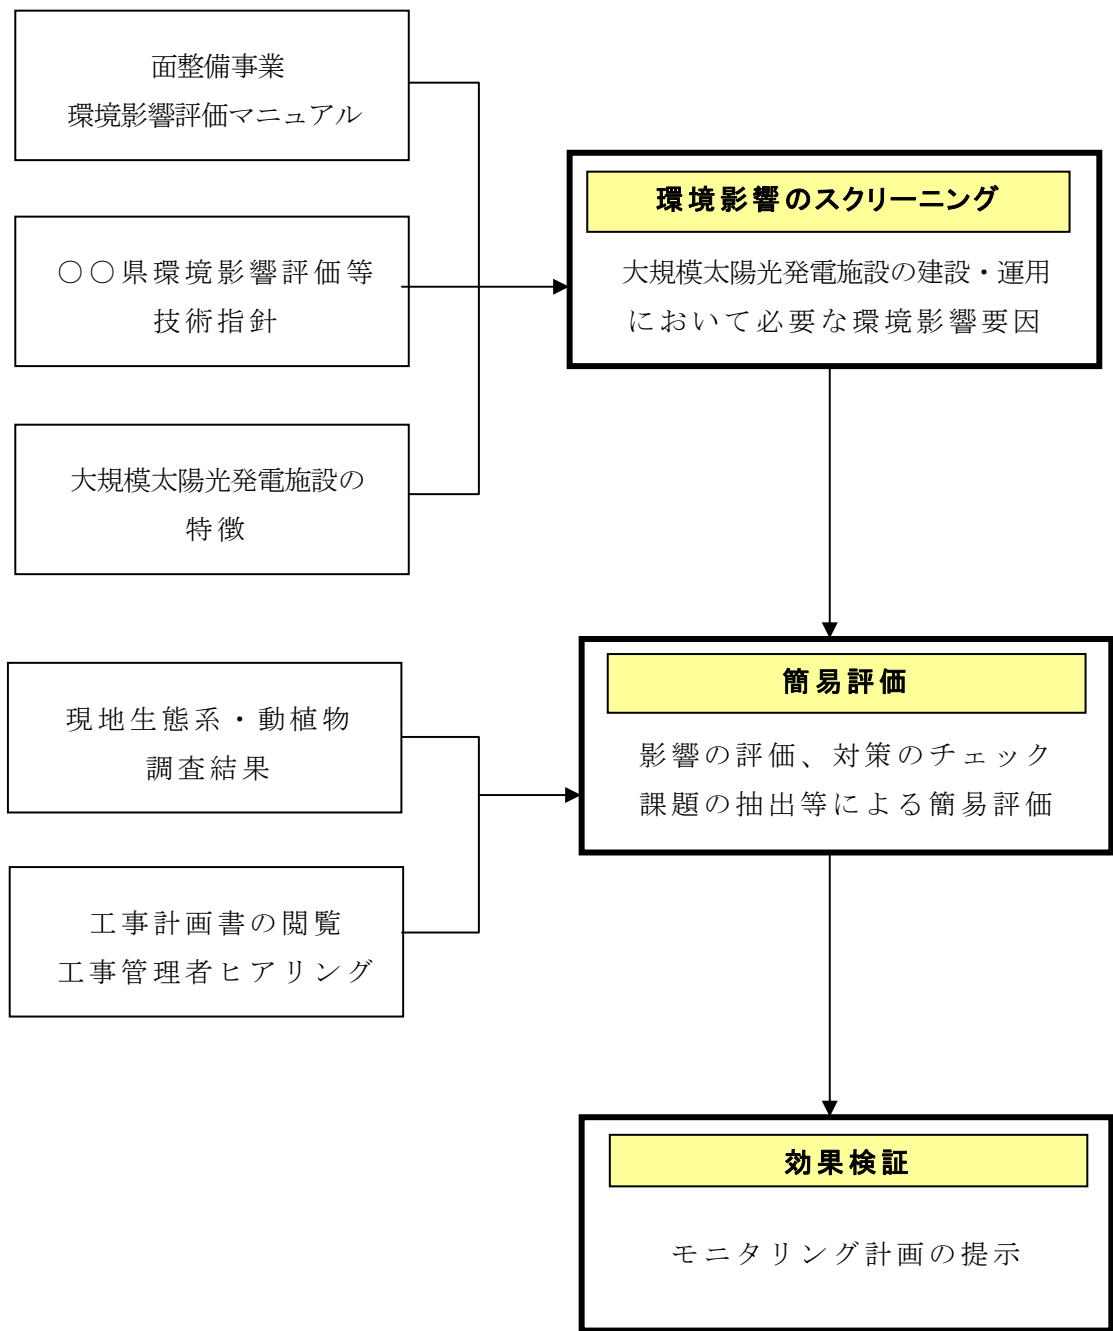 面整備事業
環境影響評価マニュアル
環境影響のスクリーニング
大規模太陽光発電施設の建設・運用
において必要な環境影響要因
〇〇県環境影響評価等
技術指針
大規模太陽光発電施設の
特徴
簡易評価
影響の評価、対策のチェック
課題の抽出等による簡易評価
現地生態系・動植物
調査結果
工事計画書の閲覧
工事管理者ヒアリング
効果検証
モニタリング計画の提示